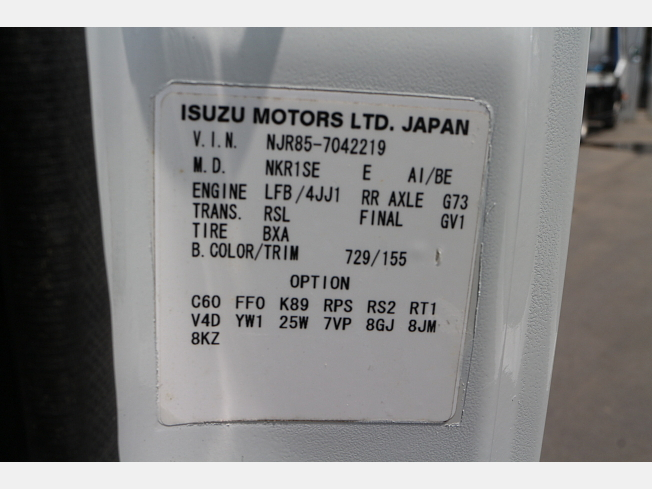 ISUZU MOTORS LTD. JAPAN
V.I.N. NJR85-7042219
M.D. NKR1SE E AI/BE
ENGINE LFB/4JJ1 RR AXLE G73
TRANS. RSL FINAL GV1
TIRE BXA
B.COLOR/TRIM 729/155
OPTION
C60 FF0 K89 RPS RS2 RT1
V4D YW1 25W 7VP 8GJ 8JM
8KZ